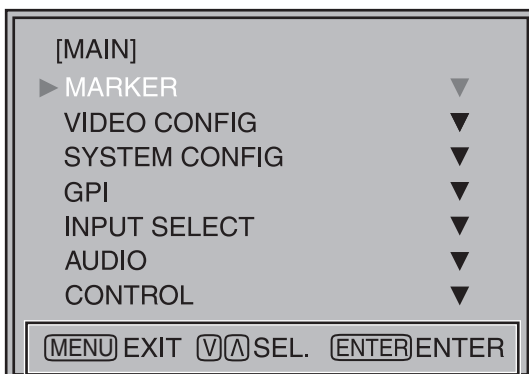 [MAIN]
▶ MARKER ▼
VIDEO CONFIG ▼
SYSTEM CONFIG ▼
GPI ▼
INPUT SELECT ▼
AUDIO ▼
CONTROL ▼
MENU EXIT V Λ SEL. ENTER ENTER